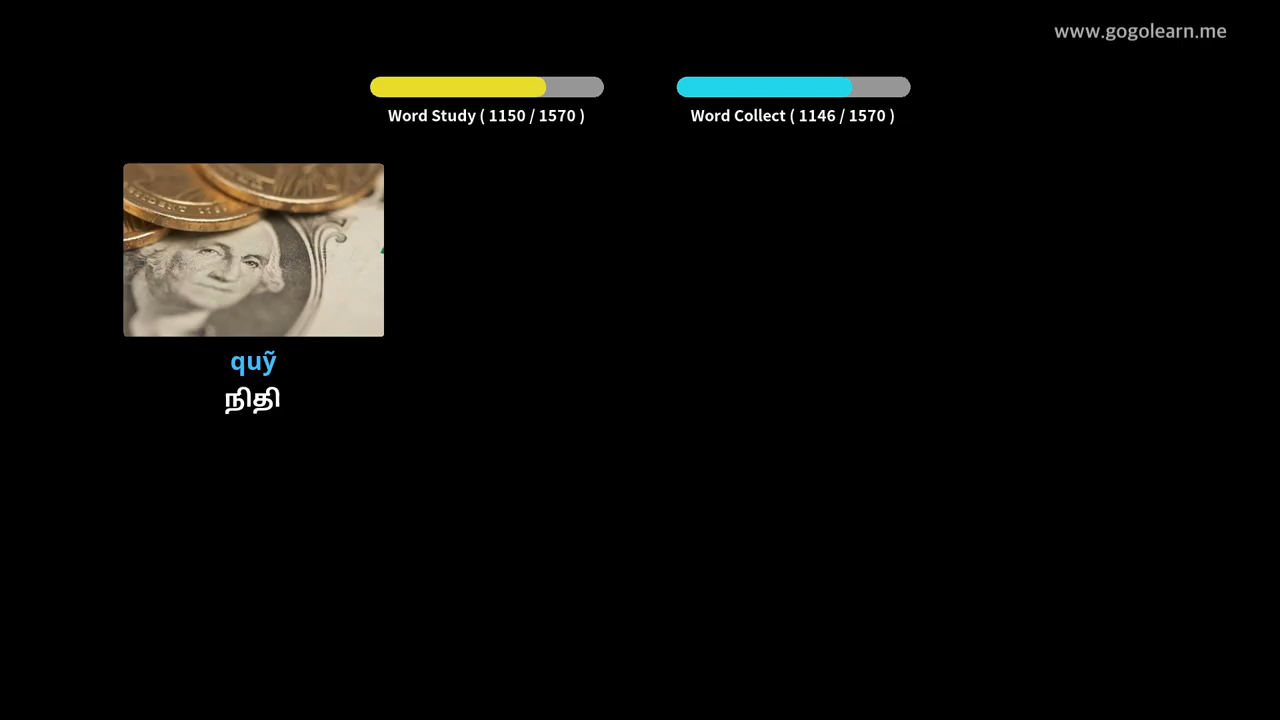 www.gogolearn.me
Word Study ( 1150 / 1570 )
Word Collect ( 1146 / 1570 )
quỹ
நிதி